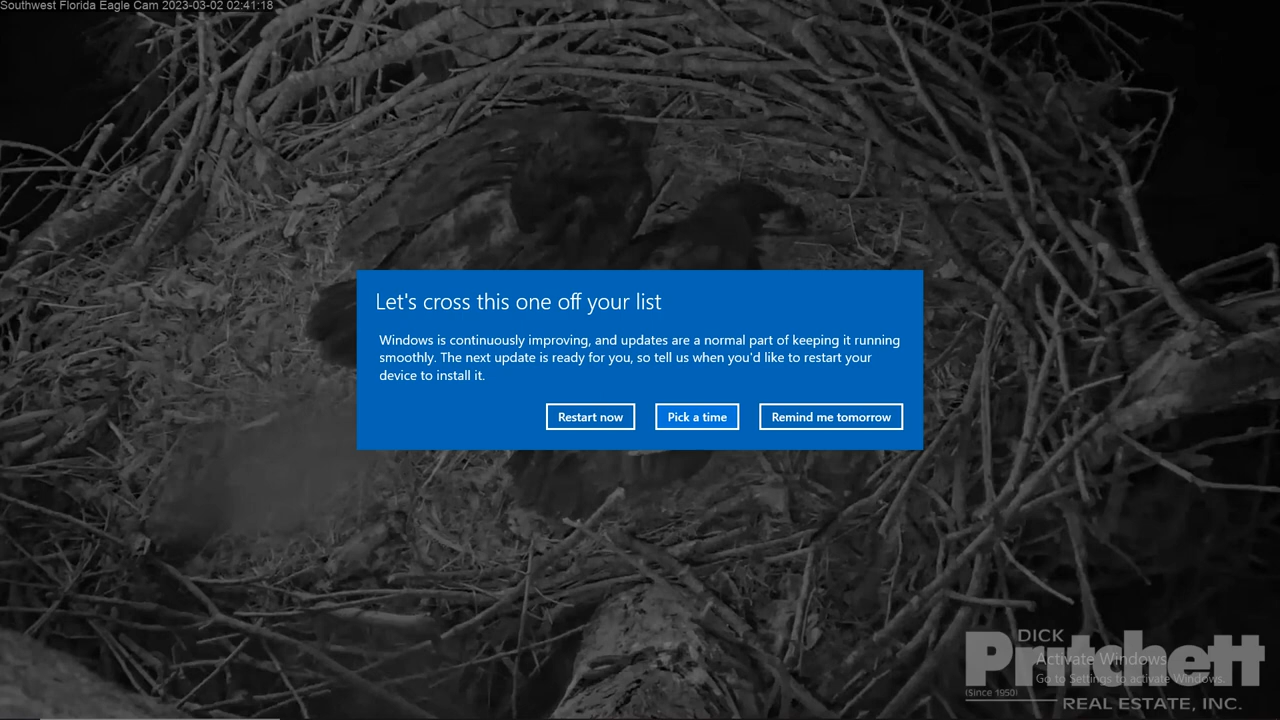 Southwest Florida Eagle Cam 2023-03-02 02:41:18
Let's cross this one off your list
Windows is continuously improving, and updates are a normal part of keeping it running
smoothly. The next update is ready for you, so tell us when you'd like to restart your
device to install it.
Restart now Pick a time Remind me tomorrow
DICK
Pritchett
Activate Windows
Go to Settings to activate Windows.
(Since 1950)
REAL ESTATE, INC.